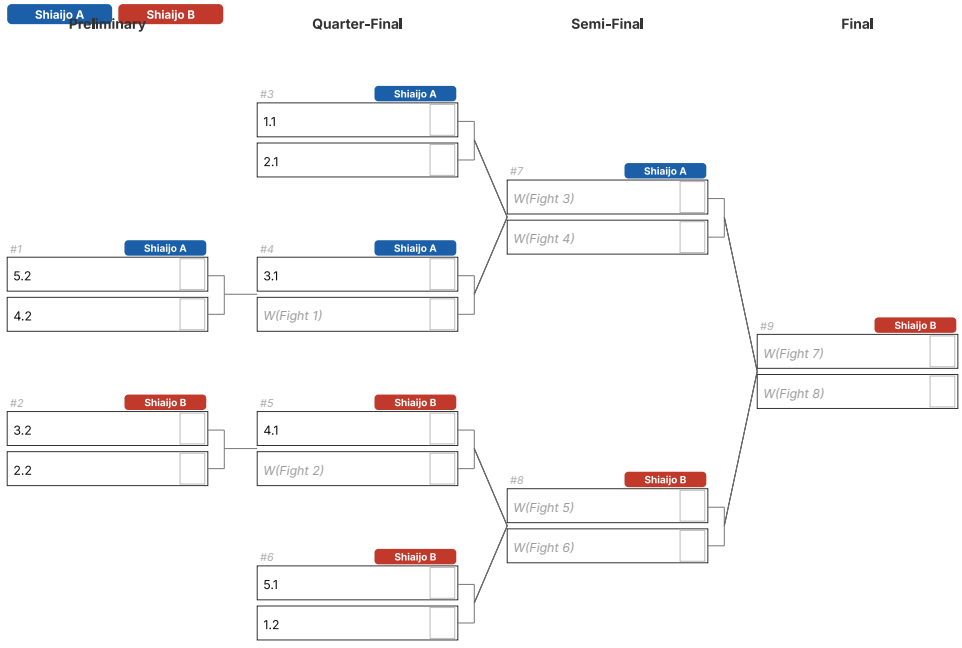 Shiaijo A
Shiaijo B
Preliminary
Quarter-Final
Semi-Final
Final
#3
Shiaijo A
1.1
2.1
#7
Shiaijo A
W(Fight 3)
W(Fight 4)
#1
Shiaijo A
5.2
4.2
#4
Shiaijo A
3.1
W(Fight 1)
#9
Shiaijo B
W(Fight 7)
W(Fight 8)
#2
Shiaijo B
3.2
2.2
#5
Shiaijo B
4.1
W(Fight 2)
#8
Shiaijo B
W(Fight 5)
W(Fight 6)
#6
Shiaijo B
5.1
1.2